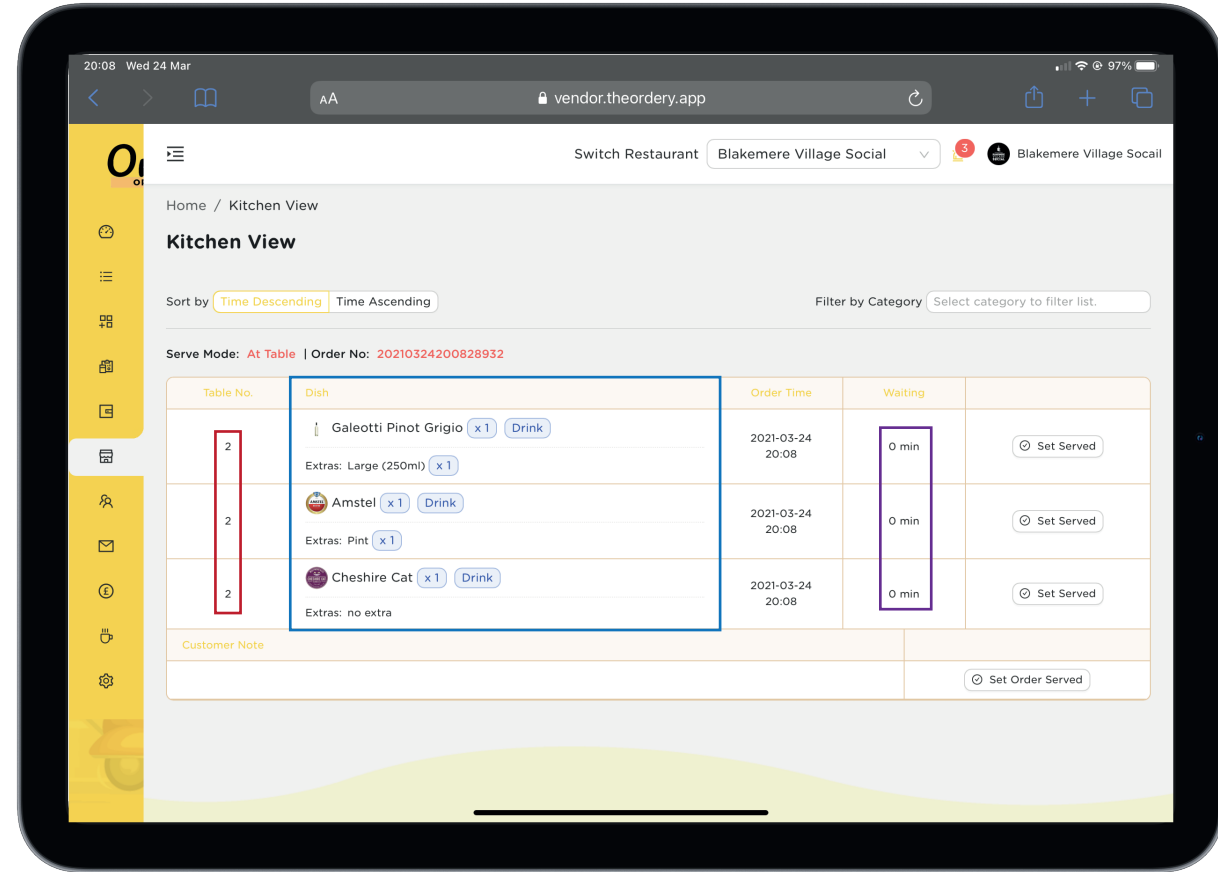 20:08 Wed 24 Mar
97%
AA
vendor.theordery.app
Switch Restaurant Blakemere Village Social
3
Blakemere Village Socail
Home / Kitchen View
Kitchen View
Sort by Time Descending Time Ascending
Filter by Category Select category to filter list.
Serve Mode: At Table | Order No: 20210324200828932
Table No. Dish Order Time Waiting
2
Galeotti Pinot Grigio x 1 Drink
Extras: Large (250ml) x 1
2021-03-24
20:08
0 min
Set Served
2
Amstel x 1 Drink
Extras: Pint x 1
2021-03-24
20:08
0 min
Set Served
2
Cheshire Cat x 1 Drink
Extras: no extra
2021-03-24
20:08
0 min
Set Served
Customer Note
Set Order Served